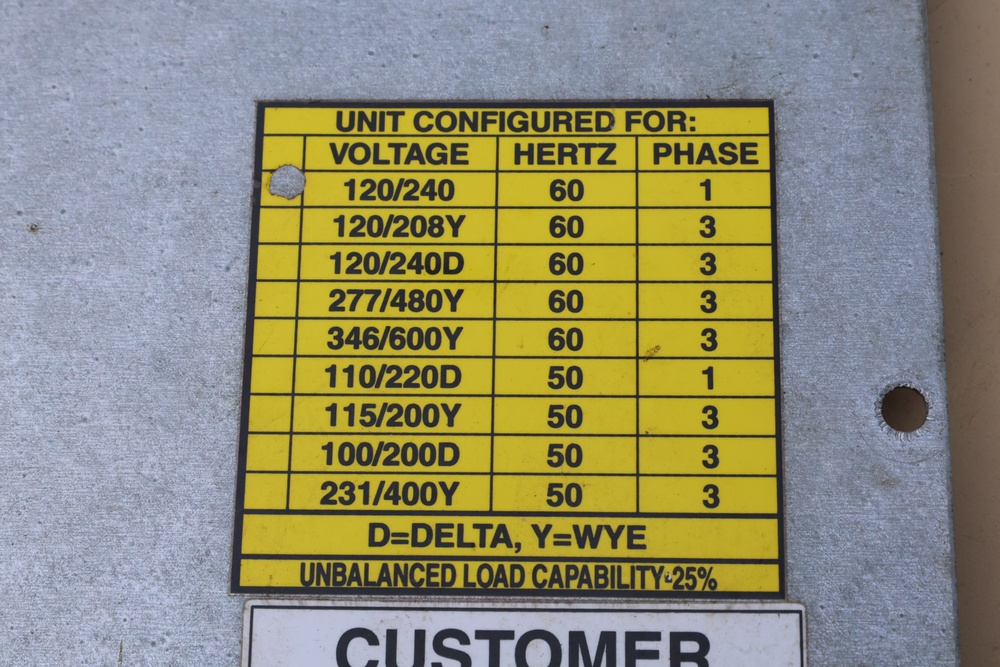 UNIT CONFIGURED FOR:
VOLTAGE HERTZ PHASE
120/240 60 1
120/208Y 60 3
120/240D 60 3
277/480Y 60 3
346/600Y 60 3
110/220D 50 1
115/200Y 50 3
100/200D 50 3
231/400Y 50 3
D=DELTA, Y=WYE
UNBALANCED LOAD CAPABILITY-25%
CUSTOMER